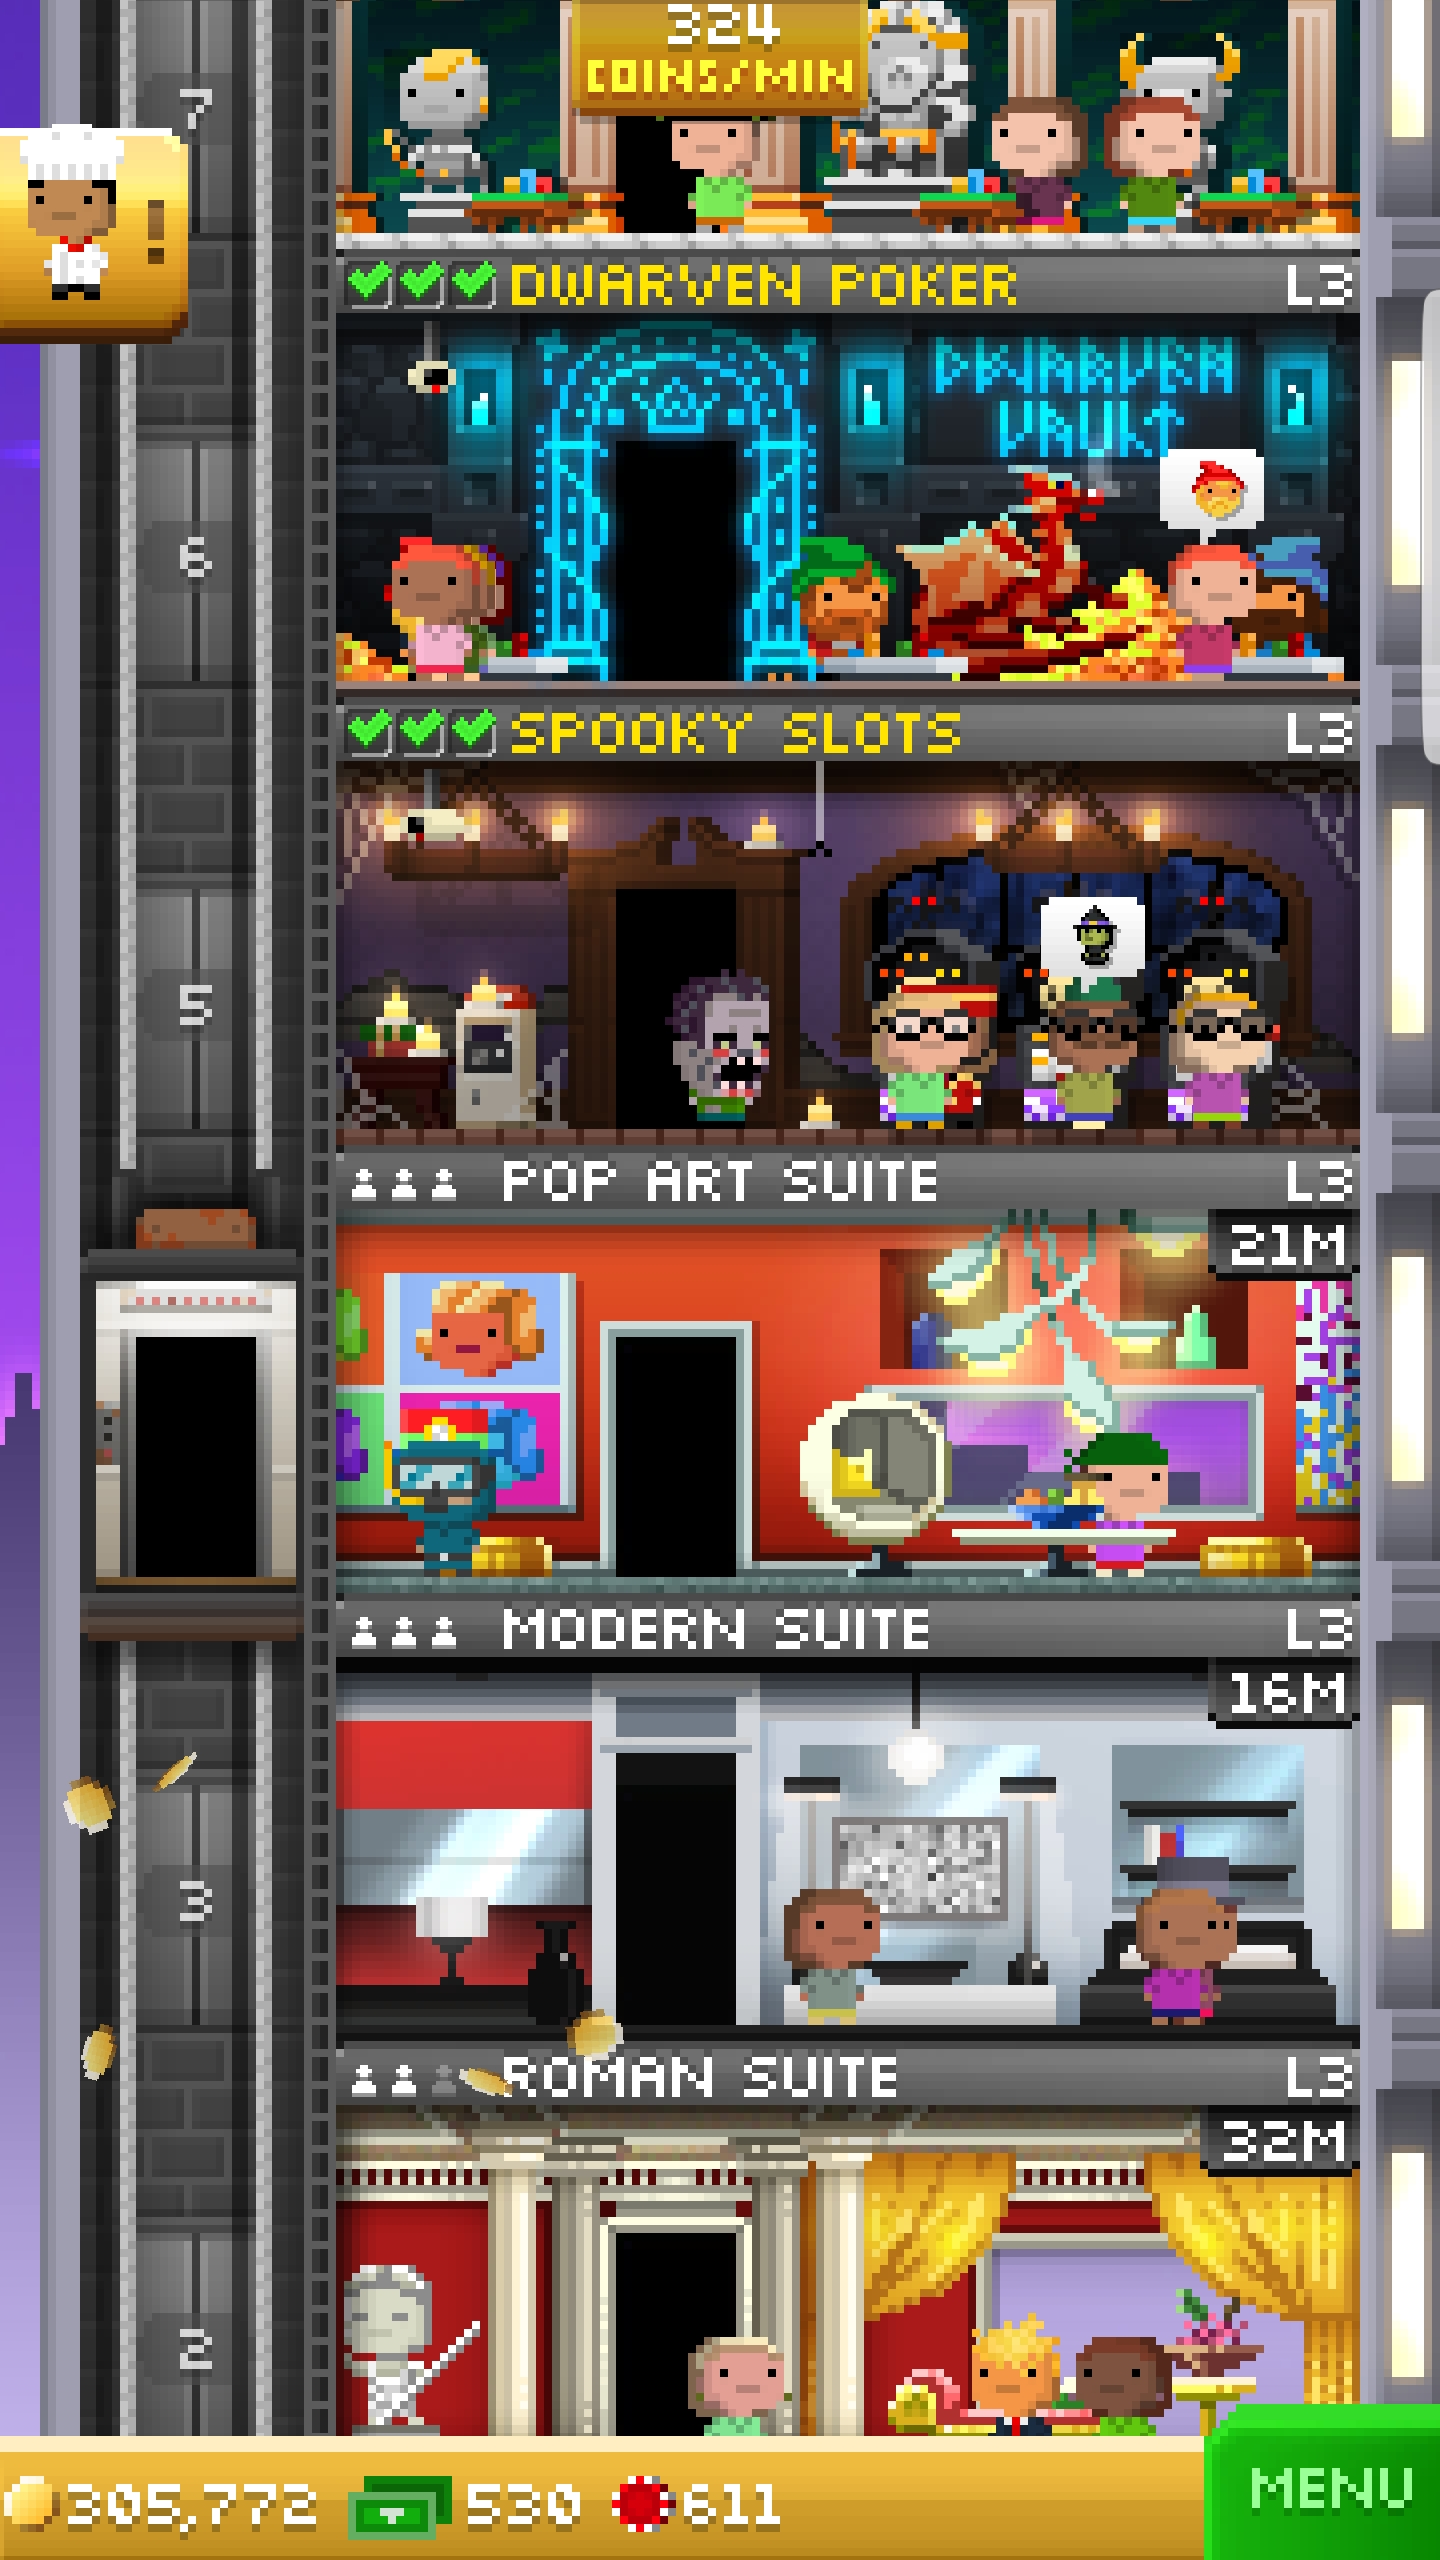 324
COINS/MIN
7
!
DWARVEN POKER L3
DWARVEN
VAULT
6
SPOOKY SLOTS L3
5
POP ART SUITE L3
21M
MODERN SUITE L3
16M
3
ROMAN SUITE L3
32M
2
305,772 530 611
MENU